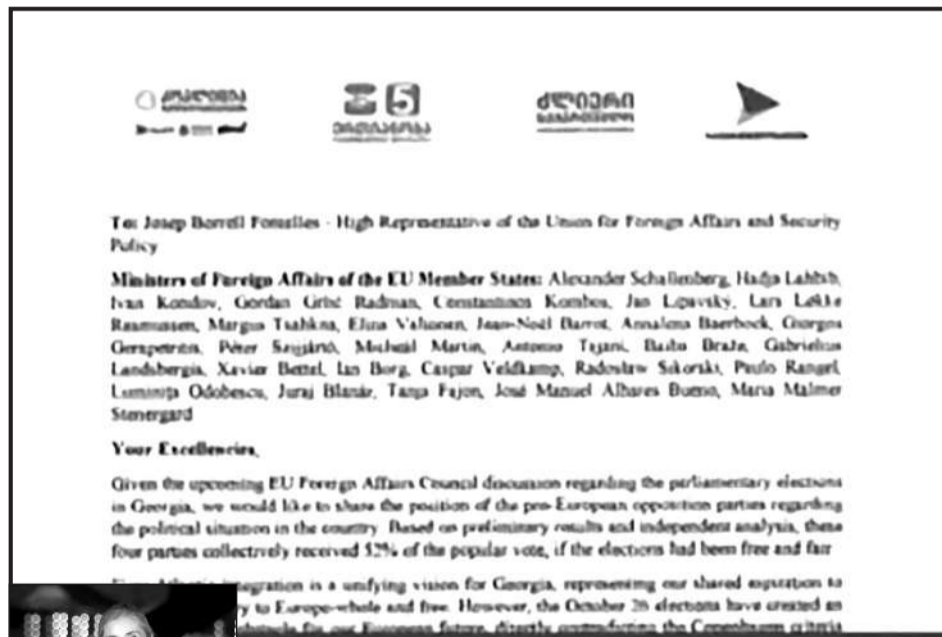 კოალიცია
5
ერთიანობა
ძლიერი
საქართველო
To: Josep Borrell Fontelles - High Representative of the Union for Foreign Affairs and Security
Policy
Ministers of Foreign Affairs of the EU Member States: Alexander Schallenberg, Hadja Lahbib,
Ivan Kondov, Gordan Grlić Radman, Constantinos Kombos, Jan Lipavský, Lars Løkke
Rasmussen, Margus Tsahkna, Elina Valtonen, Jean-Noël Barrot, Annalena Baerbock, Giorgos
Gerapetritis, Péter Szijjártó, Micheál Martin, Antonio Tajani, Baiba Braže, Gabrielius
Landsbergis, Xavier Bettel, Ian Borg, Caspar Veldkamp, Radosław Sikorski, Paulo Rangel,
Luminița Odobescu, Juraj Blanár, Tanja Fajon, José Manuel Albares Bueno, Maria Malmer
Stenergard
Your Excellencies,
Given the upcoming EU Foreign Affairs Council discussion regarding the parliamentary elections
in Georgia, we would like to share the position of the pro-European opposition parties regarding
the political situation in the country. Based on preliminary results and independent analysis, these
four parties collectively received 52% of the popular vote, if the elections had been free and fair
integration is a unifying vision for Georgia, representing our shared aspiration to
to Europe-whole and free. However, the October 26 elections have created an
obstacle for our European future, directly contradicting the Copenhagen criteria